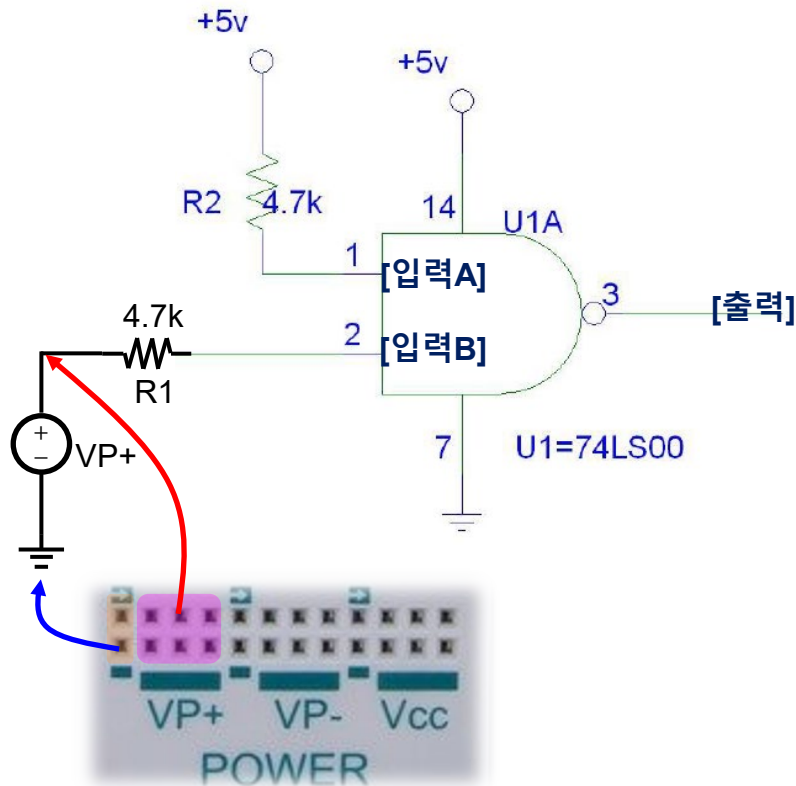 +5v
+5v
R2 4.7k
14
U1A
1
[입력A]
3
[출력]
4.7k
2
[입력B]
R1
+
−
VP+
7
U1=74LS00
VP+ VP- Vcc
POWER